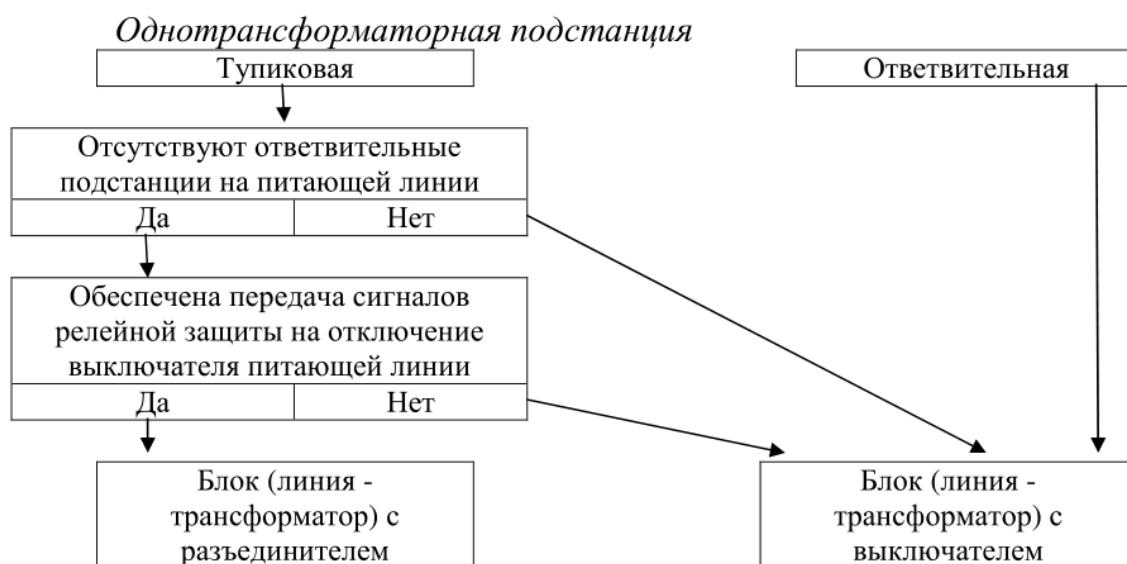 Однотрансформаторная подстанция
Тупиковая
Ответвительная
Отсутствуют ответвительные
подстанции на питающей линии
Да
Нет
Обеспечена передача сигналов
релейной защиты на отключение
выключателя питающей линии
Да
Нет
Блок (линия -
трансформатор) с
разъединителем
Блок (линия -
трансформатор) с
выключателем